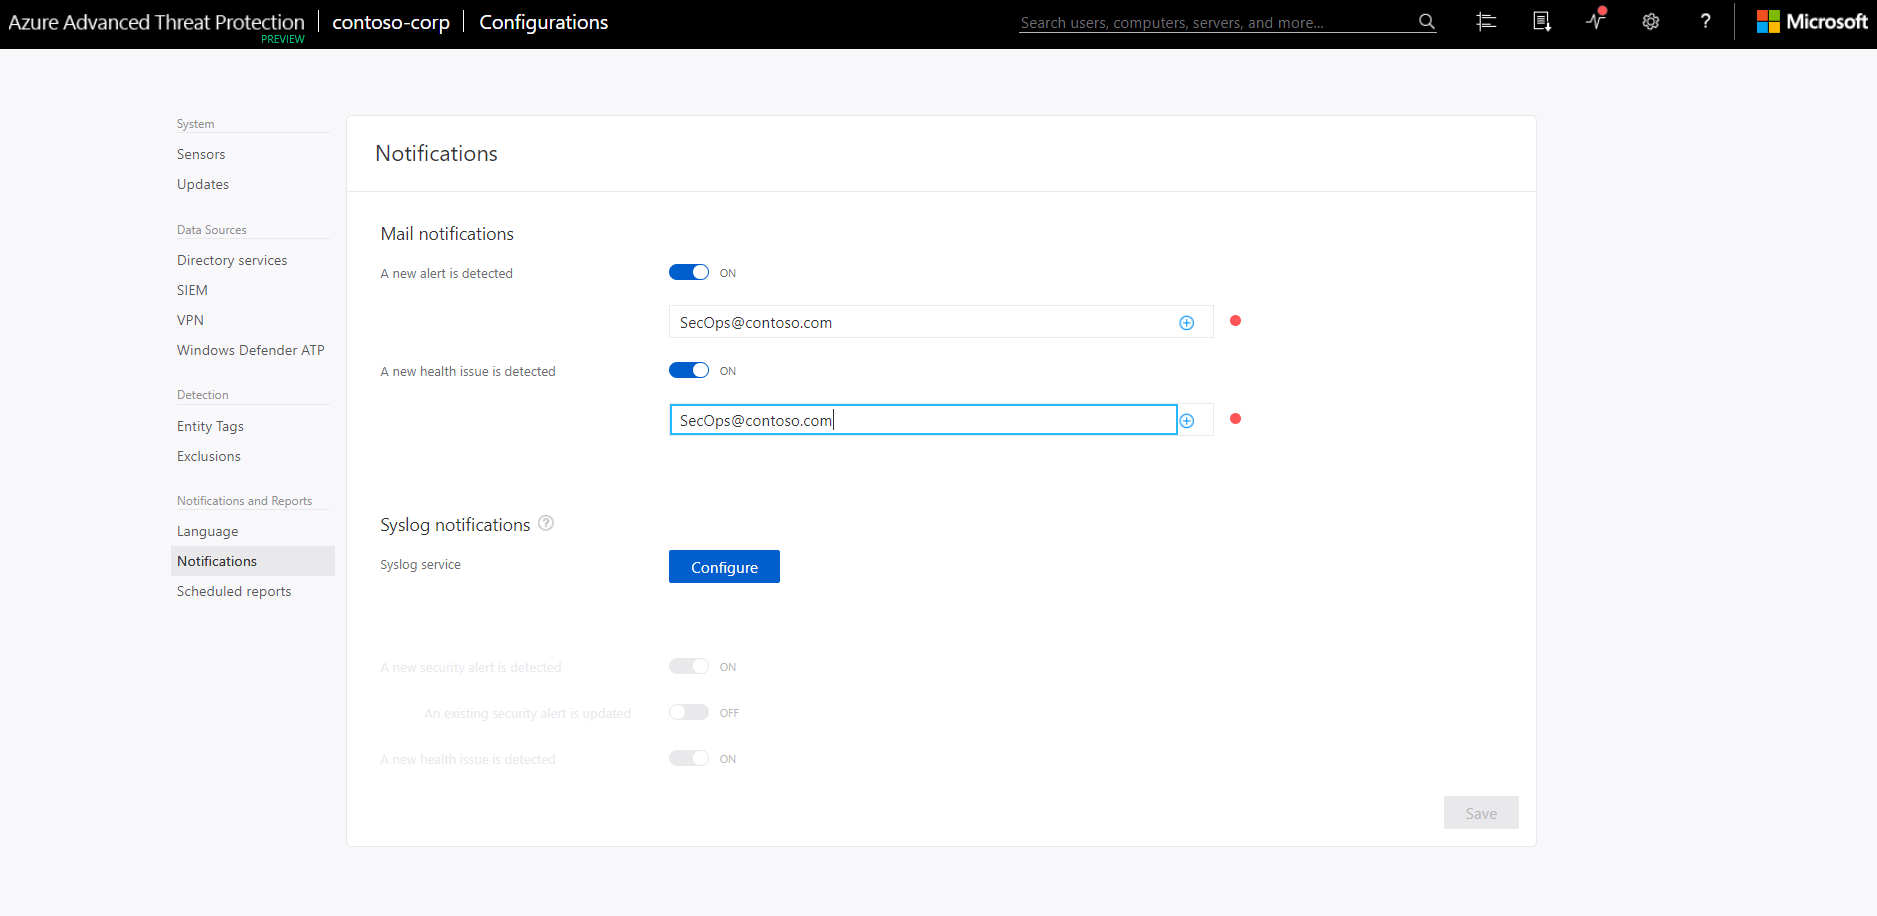 Azure Advanced Threat Protection
PREVIEW
contoso-corp
Configurations
Search users, computers, servers, and more...
?
Microsoft
System
Sensors
Updates
Data Sources
Directory services
SIEM
VPN
Windows Defender ATP
Detection
Entity Tags
Exclusions
Notifications and Reports
Language
Notifications
Scheduled reports
Notifications
Mail notifications
A new alert is detected
ON
SecOps@contoso.com
A new health issue is detected
ON
SecOps@contoso.com
Syslog notifications ?
Syslog service
Configure
A new security alert is detected
ON
An existing security alert is updated
OFF
A new health issue is detected
ON
Save